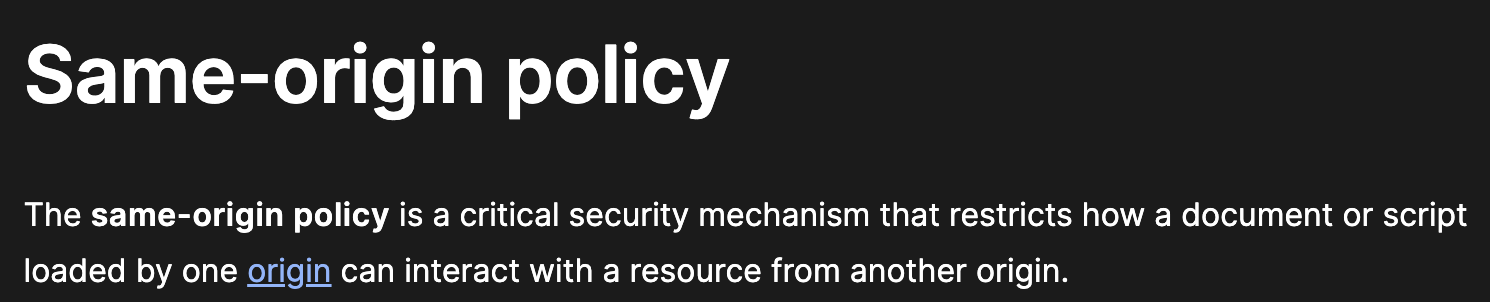 Same-origin policy
The same-origin policy is a critical security mechanism that restricts how a document or script
loaded by one origin can interact with a resource from another origin.